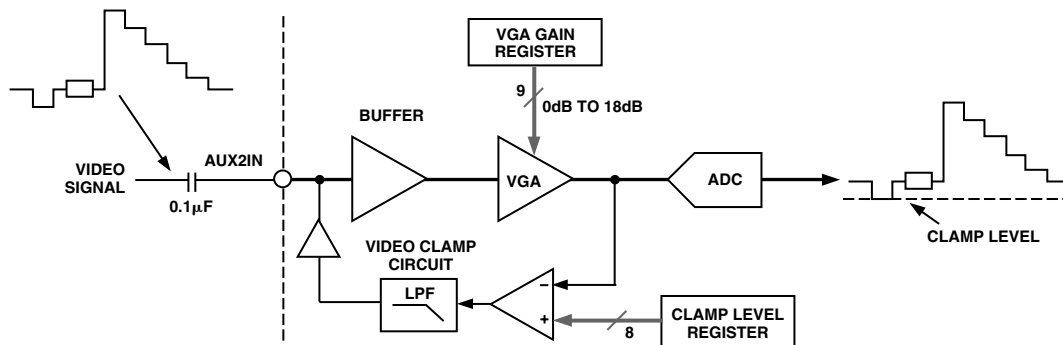 VGA GAIN
REGISTER
9
0dB TO 18dB
BUFFER
VIDEO
SIGNAL
AUX2IN
0.1μF
VGA
ADC
CLAMP LEVEL
VIDEO CLAMP
CIRCUIT
LPF
–
+
8
CLAMP LEVEL
REGISTER